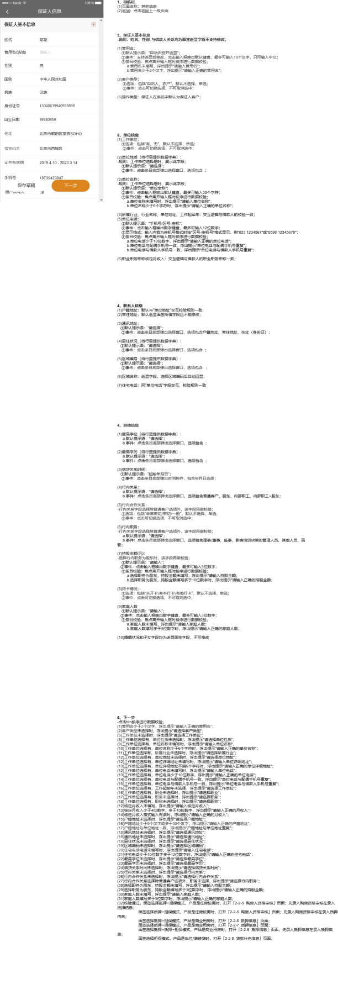 ●●●○○ Kwok
100 %
保证人信息
保证人基本信息
姓名 花花
曾用名(选填) 请输入
性别 男
国别 中华人民共和国
民族 汉族
身份证号 13040619940959898
出生日期 19940959
住址 北京市朝阳区望京SOHO
签发机关 北京市西城区
证件有效期 2019.4.10 - 2023.3.14
手机号 18739429847
保存草稿 下一步
1、导航栏
(1)页面名称：其他信息
(2)返回：点击返回上一级页面
2、保证人基本信息
-说明：姓名、性别-与借款人关系均为面签返显字段不支持修改；
(1)曾用名：
①默认提示语："自动识别并返显"；
②事件：支持返显后修改，点击输入框唤出默认键盘，最多可输入10个汉字，只可输入中文；
③条目校验：焦点离开输入框时按序进行数据校验；
a.曾用名未填写，浮出提示"请输入曾用名"；
b.曾用名少于2个汉字，浮出提示"请输入正确的曾用名"；
(2)客户类型：
①选项：包括"自然人、农户"，默认不选择，单选；
②事件：点击可切换选项，不可取消选中；
(3)操作类型：保证人在系统中默认为保证人客户；
3、单位信息
(1)工作单位：
①选项：包括"有、无"，默认不选择，单选；
②事件：点击可切换选项，不可取消选中；
(2)单位性质（待行里提供数据字典）：
-规则：工作单位选择是时，展示此字段；
①默认提示语："请选择"；
②事件：点击条目底部弹出选择窗口，选项包含 ；
(3)单位名称：
-规则：工作单位选择是时，展示此字段；
①默认提示语："单位全称"；
②事件：点击输入框唤出默认键盘，最多可输入30个字符；
③条目校验：焦点离开输入框时按序进行数据校验；
a.单位名称未填写时，浮出提示"请输入单位名称"，
b.单位名称少于6个字符时，浮出提示"请输入正确的单位名称"；
(4)所属行业、行业名称、单位地址、工作起始年：交互逻辑与借款人的校验一致；
(5)单位电话：
①默认提示语："手机号/区号-座机"；
②事件：点击输入框唤出数字键盘，最多可输入12位数字；
③显示格式：输入内容为座机号格式时按"区号-座机号"格式显示，例"023 1234567"或"0598 12345678"；
④条目校验：焦点离开输入框时按序进行数据校验；
a.单位电话少于10位数字，浮出提示"请输入正确的单位电话"；
b.单位电话与配偶手机号一致，浮出提示"单位电话与配偶手机号重复"；
b.单位电话与借款人手机号一致，浮出提示"单位电话与借款人手机号重复"；
(6)职业职务职称核定月收入：交互逻辑与借款人的职业职务职称一致；
4、联系人信息
(1)户籍地址：默认与"单位地址"交互校验规则一致；
(2)常住地址：默认返显面签所填字段且不能修改；
(3)通讯地址：
①默认提示语："请选择"；
②事件：点击条目底部弹出选择窗口，选项包含户籍地址、常住地址、住址（身份证）；
(4)居住状况（待行里提供数据字典）：
①默认提示语："请选择"；
②事件：点击条目底部弹出选择窗口，选项包含 ；
(5)区域编号（待行里提供数据字典）：
①默认提示语："请选择"；
②事件：点击条目底部弹出选择窗口，选项包含 ；
(6)区域名称：返显字段，选择区域编码后自动回显；
(7)住宅电话：同"单位电话"字段交互、校验规则一致
4、其他信息
(1)最高学位（待行里提供数据字典）：
a.默认提示语："请选择"；
b.事件：点击条目底部弹出选择窗口，选项包含 ；
(2)最高学历（待行里提供数据字典）：
a.默认提示语："请选择"；
b.事件：点击条目底部弹出选择窗口，选项包含 ；
(3)信贷关系时间：
①默认提示语："起始年月日"；
②事件：点击条目底部弹出时间控件，包含年月日选择；
(4)行内关系：
a.默认提示语："请选择"；
b.事件：点击条目底部弹出选择窗口，选项包含普通客户、股东、内部职工、内部职工+股东；
(5)行内合作关系：
-行内关系字段选择除普通客户选项外，该字段再做校验；
①选项：包括"非常密切/密切/一般"，默认不选择，单选；
②事件：点击可切换选项，不可取消选中；
(6)行内职务：
-行内关系字段选择除普通客户选项外，该字段再做校验；
a.默认提示语："请选择"；
b.事件：点击条目底部弹出选择窗口，选项包含理事/董事、监事、影响信贷决策的管理人员、其他人员、高
管；
(7)持股金额(元)：
-选择行内职务为股东时，该字段再做校验；
①默认提示语："请输入"；
②事件：点击输入框唤出数字键盘，最多可输入3位数字；
③条目校验：焦点离开输入框时按序进行数据校验；
a.选择职务为股东，持股金额未填写，浮出提示"请输入持股金额；
b.选择职务为股东，持股金额填写多于10位数字时，浮出提示"请输入正确的持股金额；
(8)持卡情况：
①选项：包括"未开卡\有本行卡\有他行卡"，默认不选择，单选；
②事件：点击可切换选项，不可取消选中；
(9)家庭人数
①默认提示语："请输入"；
②事件：点击输入框唤出数字键盘，最多可输入3位数字；
③条目校验：焦点离开输入框时按序进行数据校验；
a.家庭人数未填写，浮出提示"请输入家庭人数；
b.家庭人数填写多于3位数字时，浮出提示"请输入正确的家庭人数；
(10)婚姻状况和子女字段均为返显面签字段，不可修改
5、下一步
-点击btn按序进行数据校验；
(1)曾用名少于2个汉字，浮出提示"请输入正确的曾用名"；
(2)客户类型未选择时，浮出提示"请选择客户类型"；
(3)工作单位未选择时，浮出提示"请选择工作单位"；
(8)工作单位选择有，单位性质未选择时，浮出提示"请选择单位性质"；
(9)工作单位选择有，单位名称未填写时，浮出提示"请输入单位名称"，
(10)工作单位选择有，单位名称少于6个字符时，浮出提示"请输入正确的单位名称"；
(11)工作单位选择有，所属行业未选择时，浮出提示"请选择所属行业"；
(12)工作单位选择有，单位地址未选择时，浮出提示"请选择单位地址"；
(12)工作单位选择有，单位详细地址未填写时，浮出提示"请输入单位详细地址"；
(13)工作单位选择有，单位详细地址不满6个字符时，浮出提示"请输入正确的单位详细地址"；
(12)工作单位选择有，单位电话未填写时，浮出提示"请输入单位电话"；
(13)工作单位选择有，单位电话少于10位数字，浮出提示"请输入正确的单位电话"；
(14)工作单位选择有，单位电话与配偶手机号一致，浮出提示"单位电话与配偶手机号重复"；
(15)工作单位选择有，单位电话与借款人手机号一致，浮出提示"单位电话与借款人手机号重复"；
(16)工作单位选择有，工作起始年未选择，浮出提示"请选择工作单位"；
(16)工作单位选择有，职业未选择时，浮出提示"请选择职业"；
(17)工作单位选择有，职务未选择时，浮出提示"请选择职务"；
(18)工作单位选择有，职称未选择时，浮出提示"请选择职称"；
(12)核定月收入未填写，浮出提示"请输入核定月收入"；
(13)核定月收入少于4位数字，多于10位数字，浮出提示"请输入正确的月收入"；
(14)核定月收入格式输入有误时，浮出提示"请输入正确的月收入"；
(15)户籍地址未选择时，浮出提示"请选择户籍地址"；
(16)户籍地址少于5个汉字或多于30个汉字，浮出提示"请输入正确的户籍地址"；
(17)户籍地址与单位地址一致，浮出提示"户籍地址与单位地址重复"；
(18)通讯地址未选择时，浮出提示"请选择通讯地址"；
(18)通讯地址未选择时，浮出提示"请选择通讯地址"；
(18)居住状况未选择时，浮出提示"请选择居住状况"；
(19)区域编码未选择时，浮出提示"请选择区域编码"；
(20)住宅电话电话未填写时，浮出提示"请输入住宅电话"；
(21)住宅电话少于10位数字多于12位数字时，浮出提示"请输入正确的住宅电话"；
(22)最高学位未选择时，浮出提示"请选择最高学位"；
(23)最高学历未选择时，浮出提示"请选择最高学历"；
(24)信贷关系时间未选择时，浮出提示"请选择信贷关系时间"；
(25)行内关系未选择时，浮出提示"请选择行内关系"；
(26)行内合作关系未选择时，浮出提示"请选择行内合作关系"；
(27)行内合作关系选择除普通客户选项外，职务未选择，浮出提示"请选择行内职务"；
(28)选择职务为股东，持股金额未填写，浮出提示"请输入持股金额；
(29)选择职务为股东，持股金额填写多于3位数字时，浮出提示"请输入正确的持股金额；
(30)家庭人数未填写，浮出提示"请输入家庭人数；
(31)家庭人数填写多于3位数字时，浮出提示"请输入正确的家庭人数；
(32)校验通过，面签选择抵押+担保模式，产品是住房按揭时，打开「2-2-5 购房人资格审核」页面；先录入购房资格审核在录入
抵押信息；
面签选择质押+担保模式，产品是住房按揭时，打开「2-2-5 购房人资格审核」页面；先录入购房资格审核在录入质押
信息；
面签选择抵押+担保模式，产品是商业用房时，打开「2-2-6 抵押信息」页面；
面签选择质押+担保模式，产品是商业用房时，打开「2-2-7 质押信息」页面；
面签选择抵押+质押+担保模式，产品是商业用房时，打开「2-2-6 抵押信息」页面，先录入抵押信息在录入质押信
息；
面签选择担保模式，产品是车位/装修贷时，打开「2-2-8 贷款补充信息」页面；